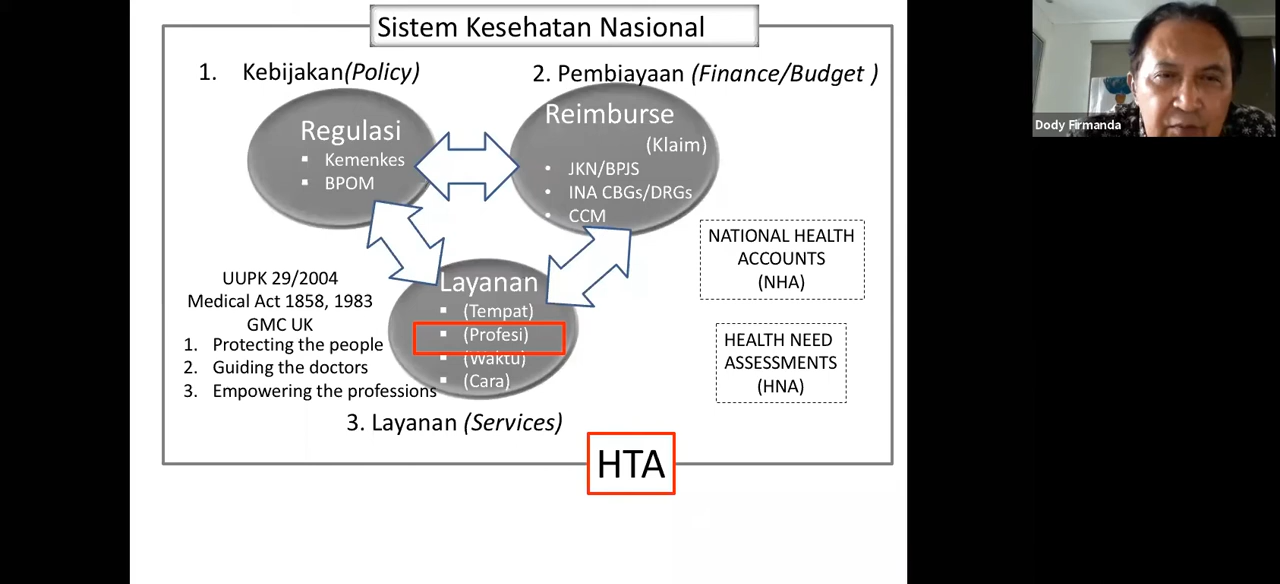 Sistem Kesehatan Nasional
1. Kebijakan(Policy)
2. Pembiayaan (Finance/Budget )
Regulasi
▪ Kemenkes
▪ BPOM
Reimburse
(Klaim)
• JKN/BPJS
• INA CBGs/DRGs
• CCM
Layanan
▪ (Tempat)
▪ (Profesi)
▪ (Waktu)
▪ (Cara)
3. Layanan (Services)
UUPK 29/2004
Medical Act 1858, 1983
GMC UK
1. Protecting the people
2. Guiding the doctors
3. Empowering the professions
NATIONAL HEALTH
ACCOUNTS
(NHA)
HEALTH NEED
ASSESSMENTS
(HNA)
HTA
Dody Firmanda